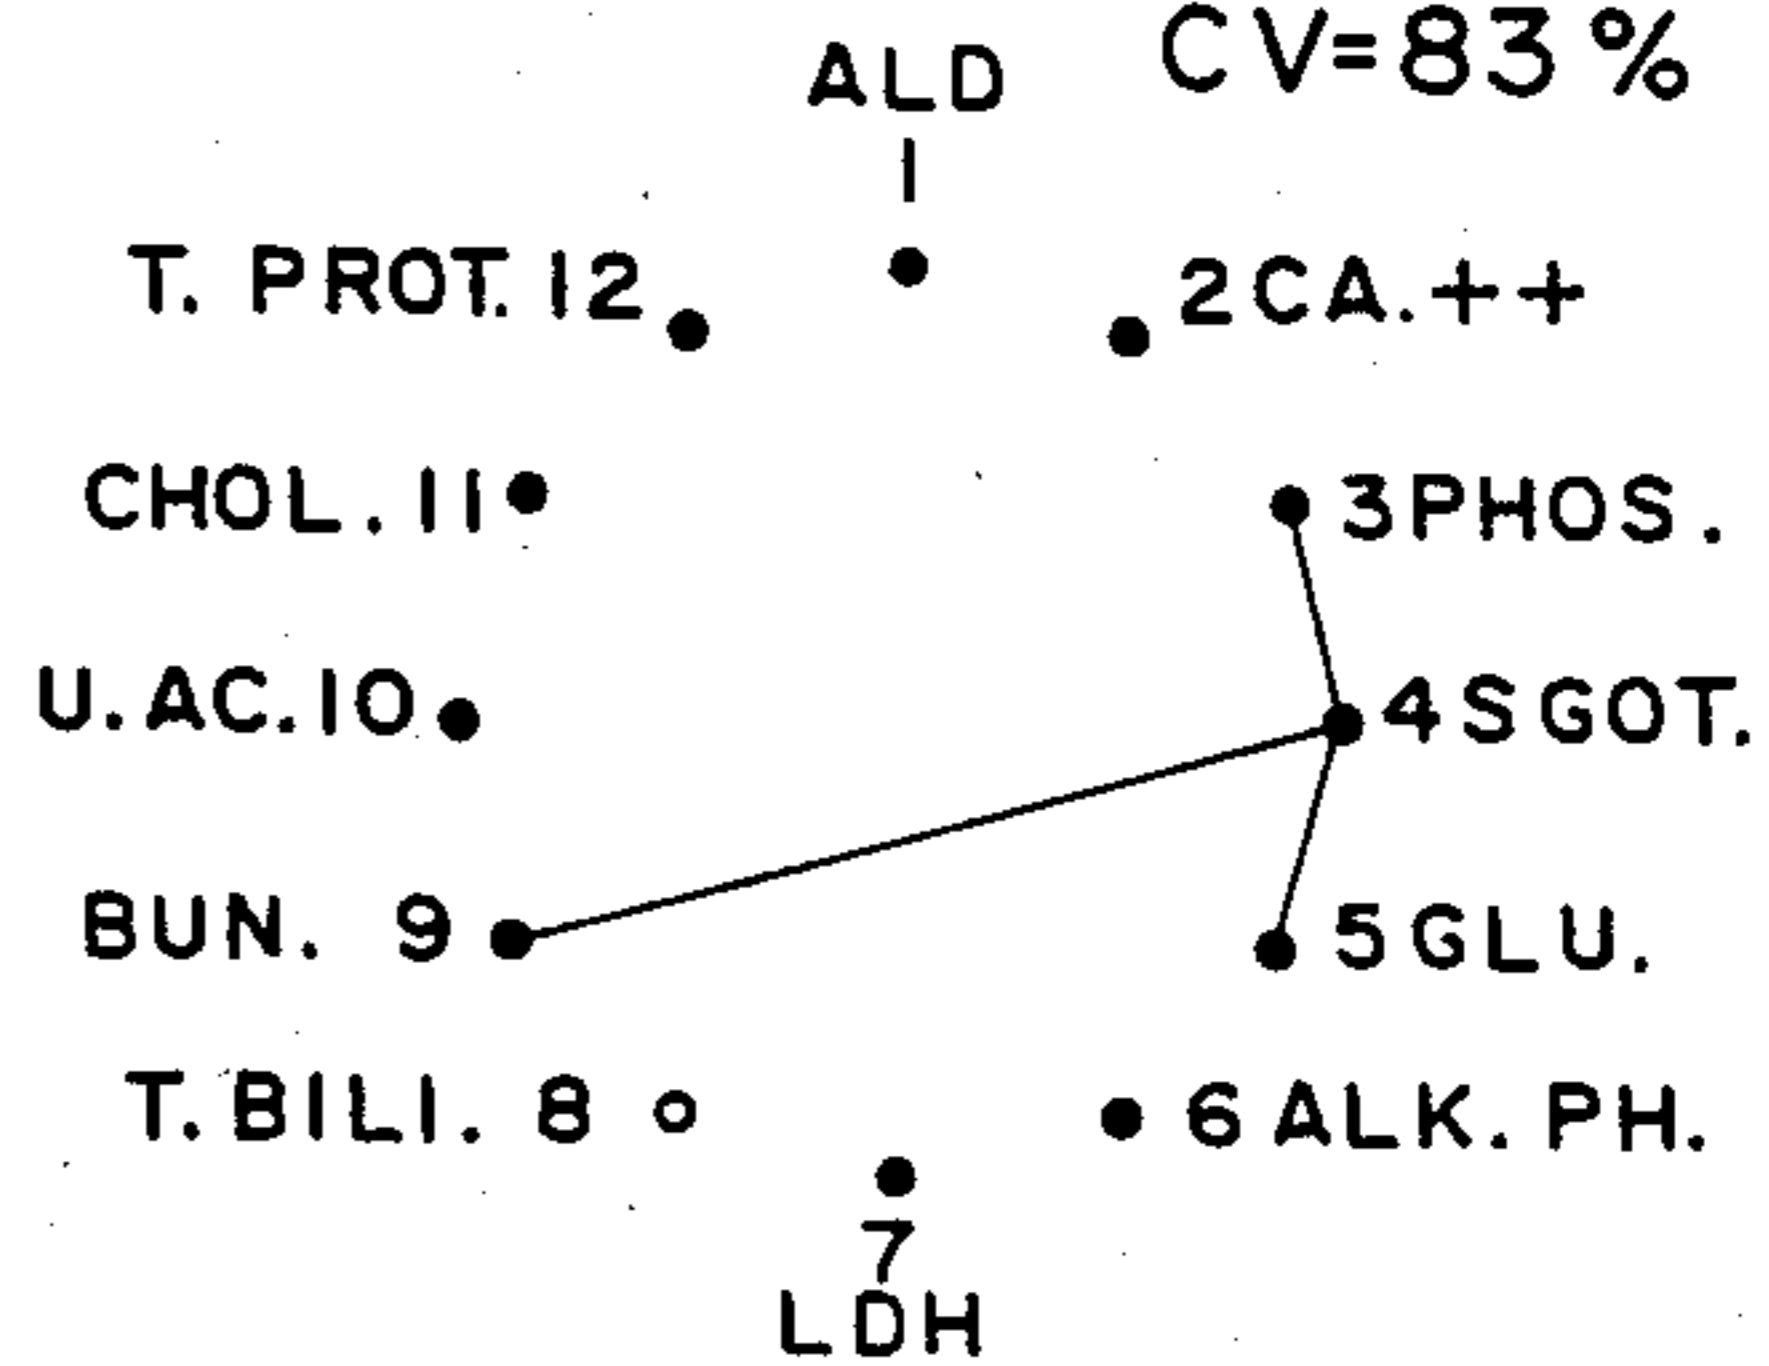 CV=83%
ALD
1
T. PROT. 12
2 CA. ++
CHOL. 11
3 PHOS.
U. AC. 10
4 SGOT.
BUN. 9
5 GLU.
T. BILI. 8
6 ALK. PH.
7
LDH